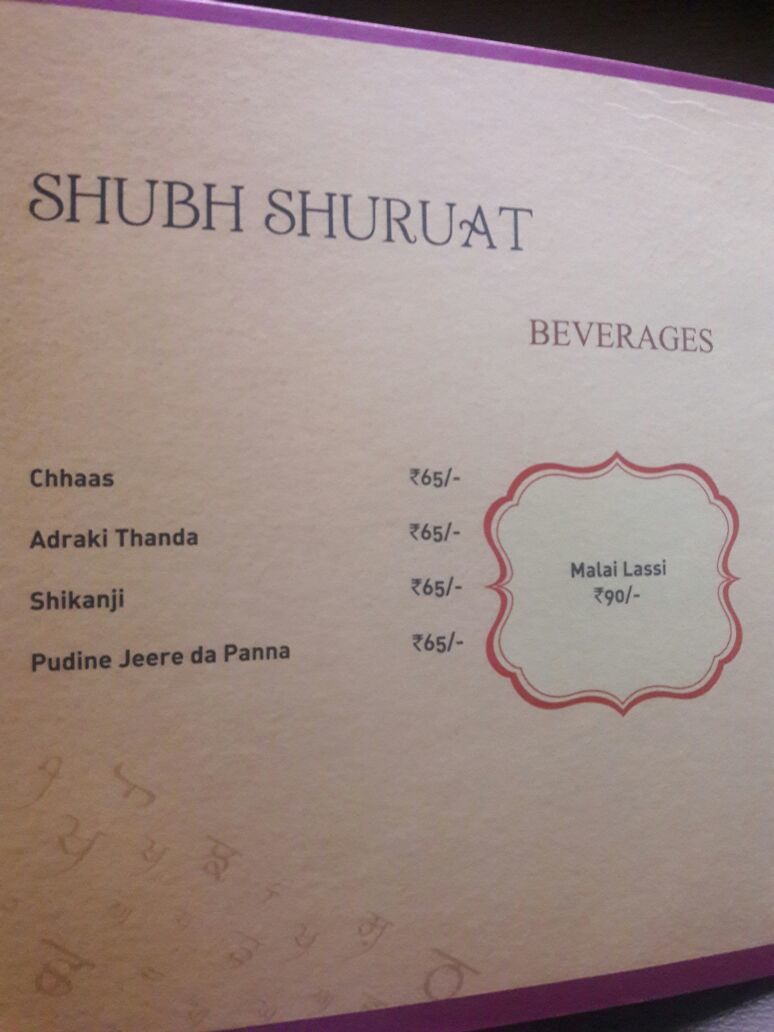 SHUBH SHURUAT
BEVERAGES
Chhaas ₹65/-
Adraki Thanda ₹65/-
Shikanji ₹65/-
Pudine Jeere da Panna ₹65/-
Malai Lassi
₹90/-